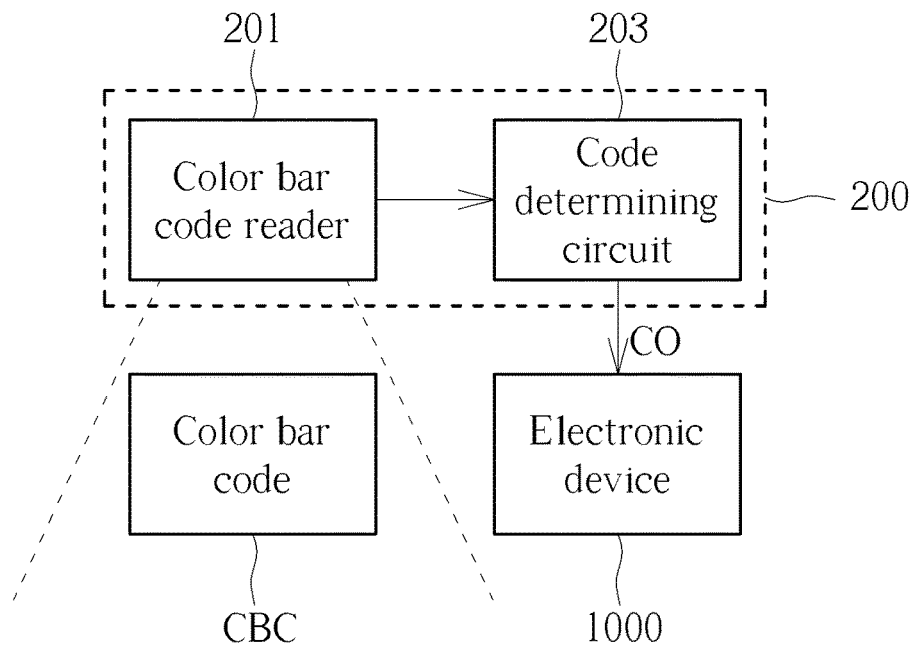 201
203
Color bar
code reader
Code
determining
circuit
200
CO
Color bar
code
Electronic
device
CBC
1000